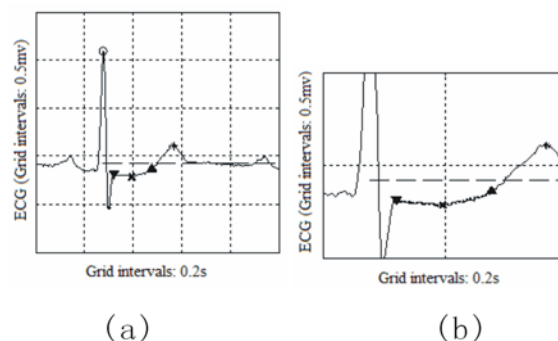 ECG (Grid intervals: 0.5mv)
Grid intervals: 0.2s
(a)
ECG (Grid intervals: 0.5mv)
Grid intervals: 0.2s
(b)